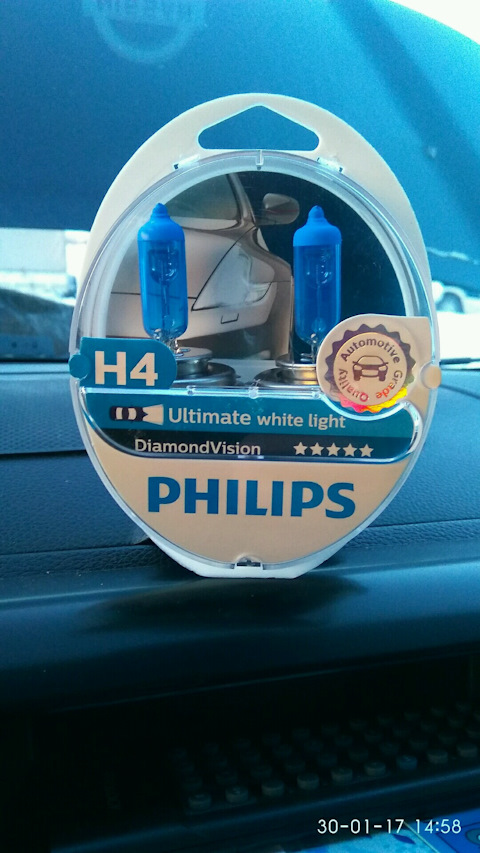 H4
Automotive Grade Quality
Ultimate white light
DiamondVision
PHILIPS
30-01-17 14:58